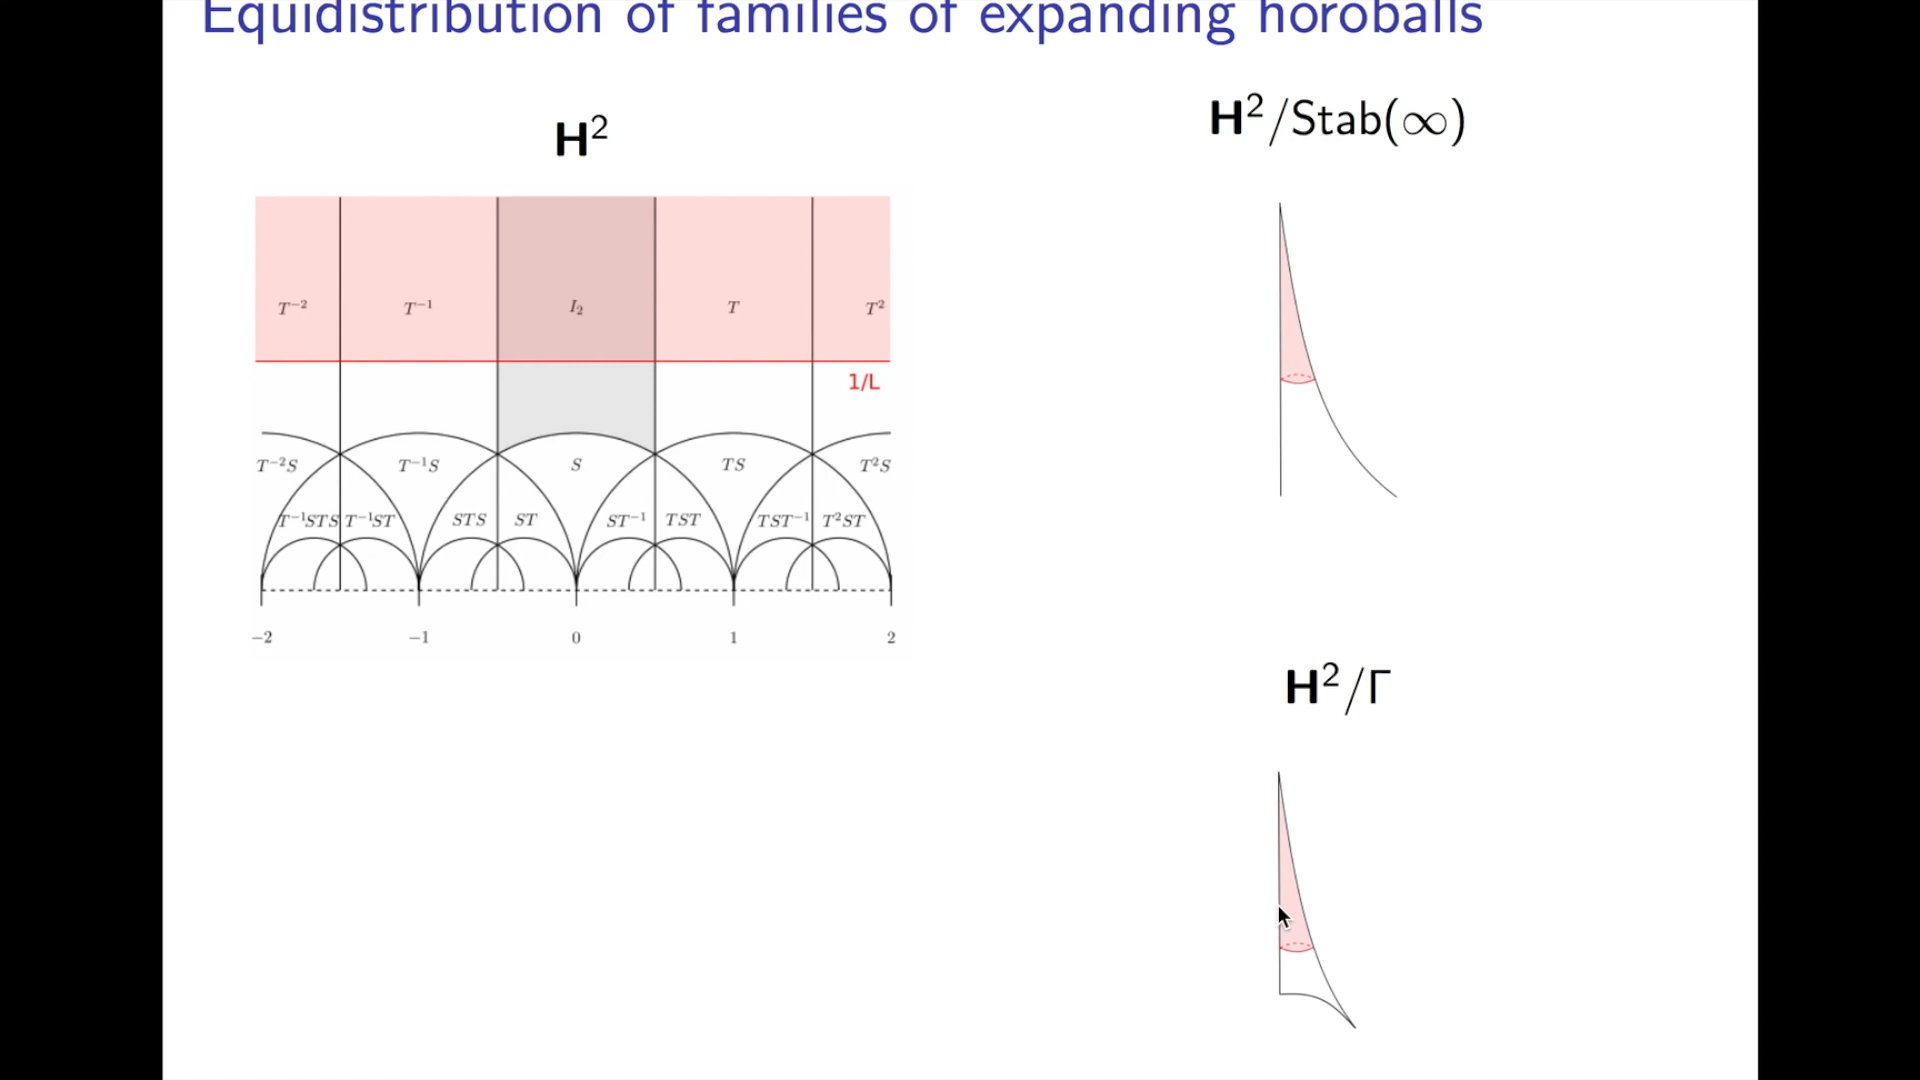 Equidistribution of families of expanding horoballs
H²
H²/Stab(∞)
T⁻² T⁻¹ I₂ T T²
1/L
T⁻²S T⁻¹S S TS T²S
T⁻¹STS T⁻¹ST STS ST ST⁻¹ TST TST⁻¹ T²ST
−2 −1 0 1 2
H²/Γ